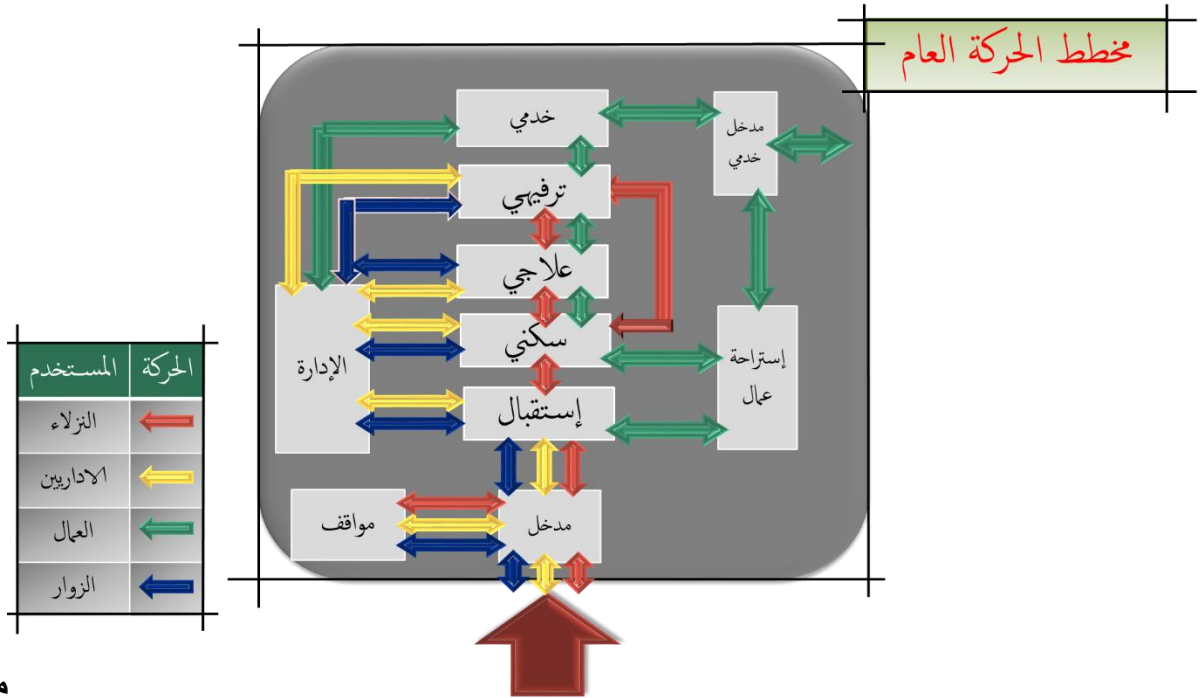 مخطط الحركة العام
خدمي
مدخل
خدمي
ترفيهي
علاجي
سكني
الإدارة
إستراحة
عمال
إستقبال
مدخل
مواقف
الحركة المستخدم
النزلاء
الاداريين
العمال
الزوار